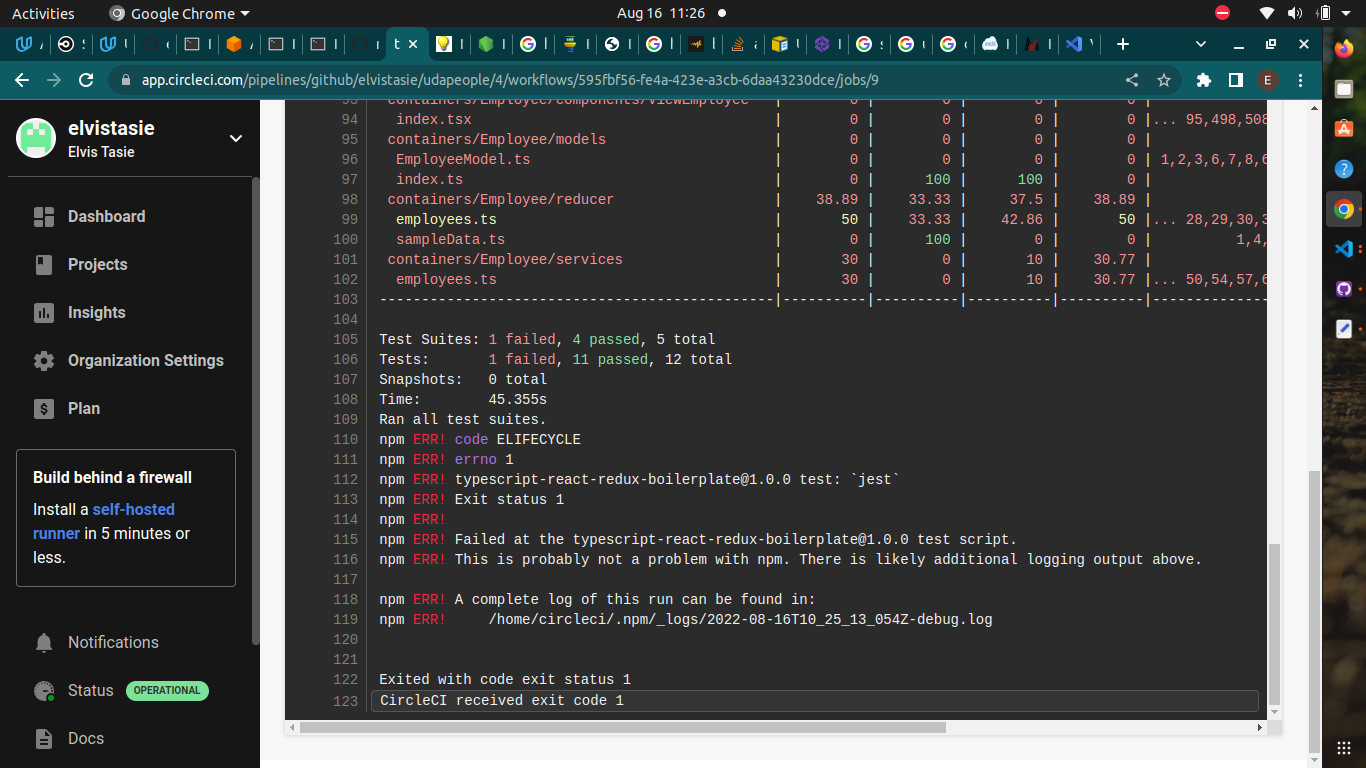 Activities
Google Chrome
Aug 16 11:26
app.circleci.com/pipelines/github/elvistasie/udapeople/4/workflows/595fbf56-fe4a-423e-a3cb-6daa43230dce/jobs/9
E
elvistasie
Elvis Tasie
Dashboard
Projects
Insights
Organization Settings
Plan
Build behind a firewall
Install a self-hosted
runner in 5 minutes or
less.
Notifications
Status OPERATIONAL
Docs
93 containers/Employee/components/ViewEmployee | 0 | 0 | 0 | 0 |
94 index.tsx | 0 | 0 | 0 | 0 |... 95,498,508
95 containers/Employee/models | 0 | 0 | 0 | 0 |
96 EmployeeModel.ts | 0 | 0 | 0 | 0 | 1,2,3,6,7,8,6
97 index.ts | 0 | 100 | 100 | 0 |
98 containers/Employee/reducer | 38.89 | 33.33 | 37.5 | 38.89 |
99 employees.ts | 50 | 33.33 | 42.86 | 50 |... 28,29,30,3
100 sampleData.ts | 0 | 100 | 0 | 0 | 1,4,
101 containers/Employee/services | 30 | 0 | 10 | 30.77 |
102 employees.ts | 30 | 0 | 10 | 30.77 |... 50,54,57,6
103 -----------------------------------------------|----------|----------|----------|----------|--------------
104
105 Test Suites: 1 failed, 4 passed, 5 total
106 Tests: 1 failed, 11 passed, 12 total
107 Snapshots: 0 total
108 Time: 45.355s
109 Ran all test suites.
110 npm ERR! code ELIFECYCLE
111 npm ERR! errno 1
112 npm ERR! typescript-react-redux-boilerplate@1.0.0 test: `jest`
113 npm ERR! Exit status 1
114 npm ERR!
115 npm ERR! Failed at the typescript-react-redux-boilerplate@1.0.0 test script.
116 npm ERR! This is probably not a problem with npm. There is likely additional logging output above.
117
118 npm ERR! A complete log of this run can be found in:
119 npm ERR! /home/circleci/.npm/_logs/2022-08-16T10_25_13_054Z-debug.log
120
121
122 Exited with code exit status 1
123 CircleCI received exit code 1